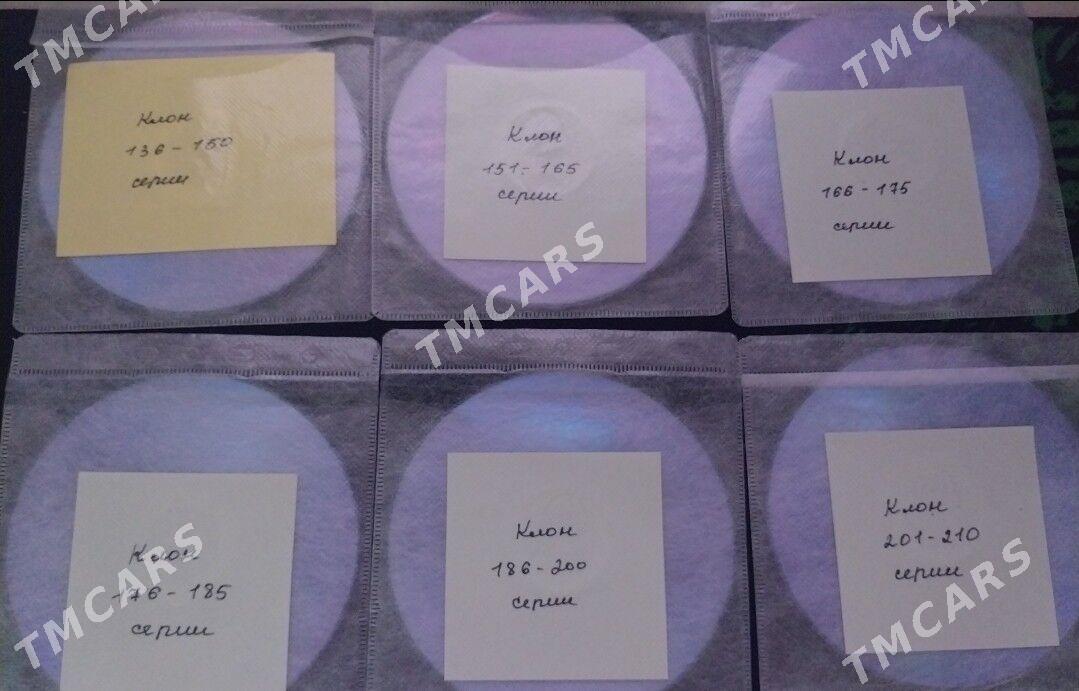 TMCARS
TMCARS
TMCARS
Клон
136 - 150
серии
Клон
151 - 165
серии
Клон
166 - 175
серии
TMCARS
Клон
176 - 185
серии
Клон
186 - 200
серии
Клон
201 - 210
серии
TMCARS
TMCARS